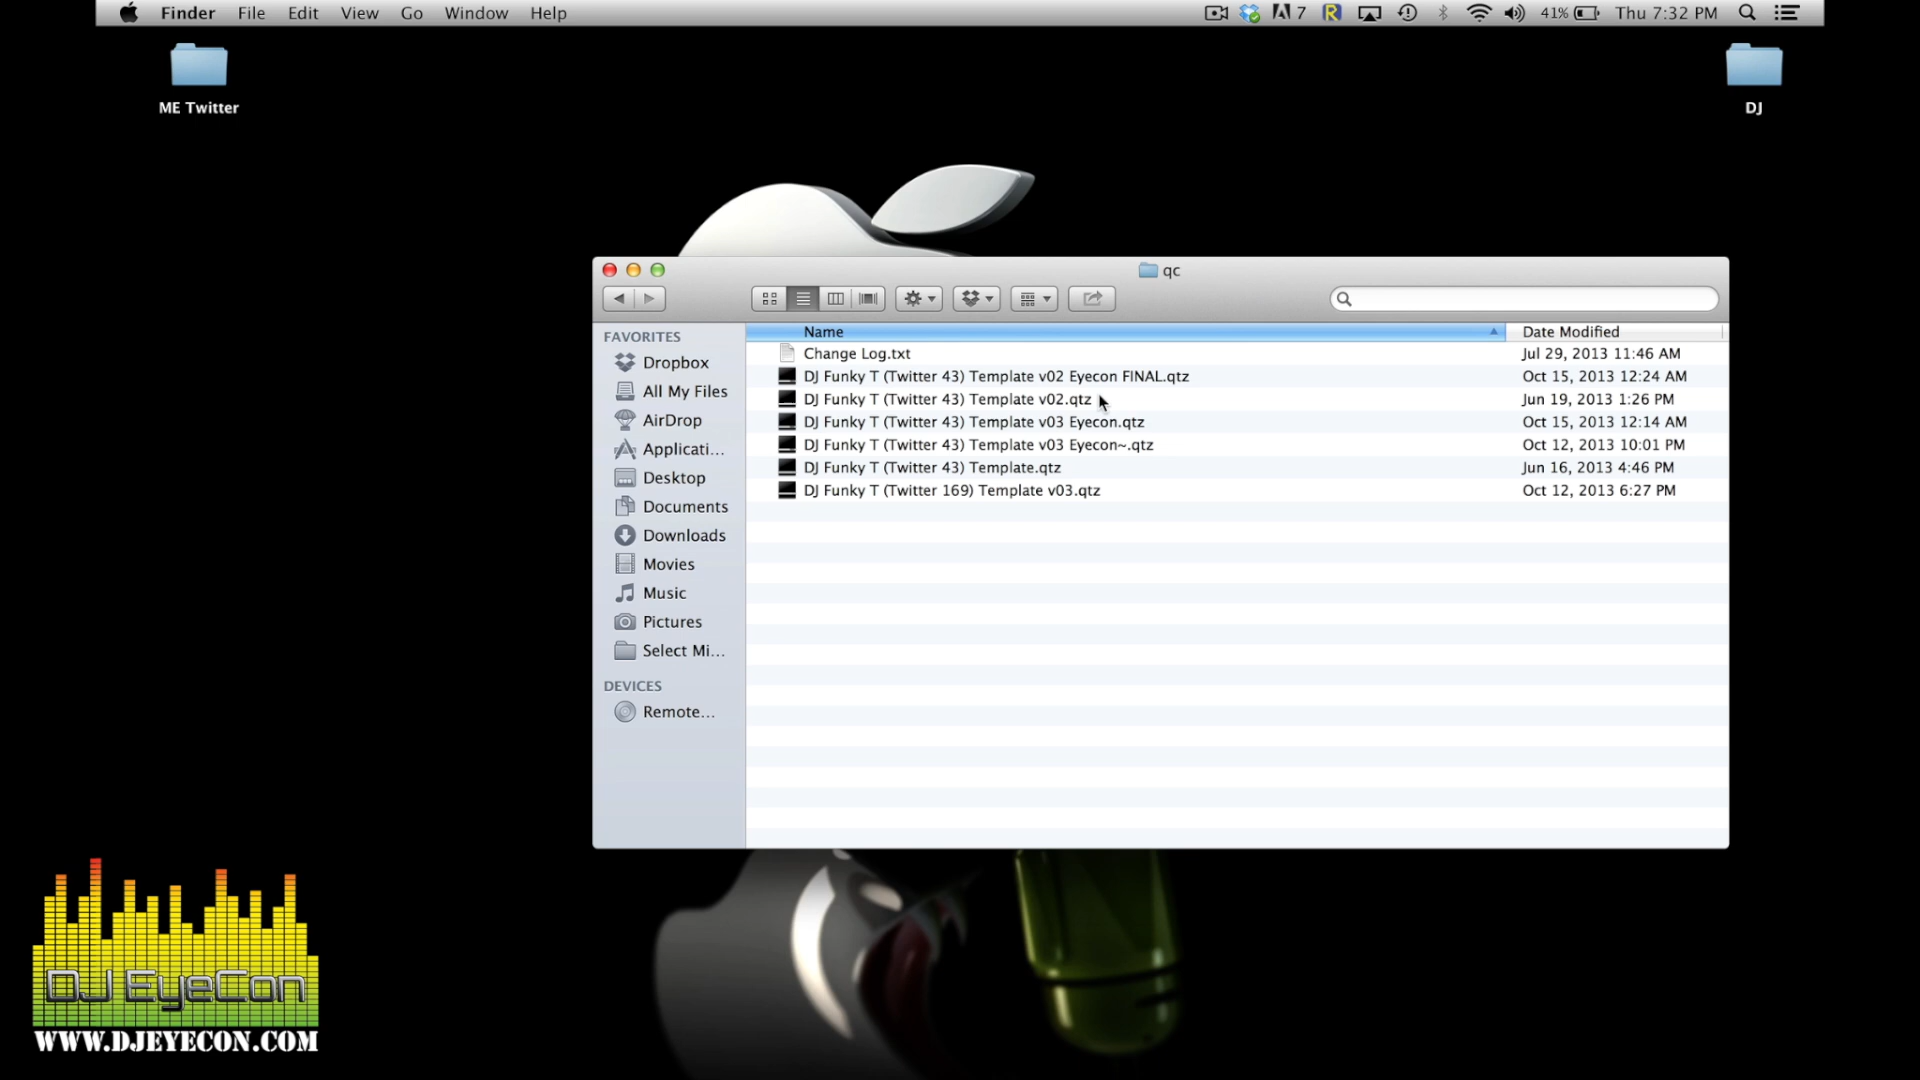 Finder File Edit View Go Window Help
7 41% Thu 7:32 PM
ME Twitter
DJ
qc
FAVORITES
Dropbox
All My Files
AirDrop
Applicati...
Desktop
Documents
Downloads
Movies
Music
Pictures
Select Mi...
DEVICES
Remote...
Name Date Modified
Change Log.txt Jul 29, 2013 11:46 AM
DJ Funky T (Twitter 43) Template v02 Eyecon FINAL.qtz Oct 15, 2013 12:24 AM
DJ Funky T (Twitter 43) Template v02.qtz Jun 19, 2013 1:26 PM
DJ Funky T (Twitter 43) Template v03 Eyecon.qtz Oct 15, 2013 12:14 AM
DJ Funky T (Twitter 43) Template v03 Eyecon~.qtz Oct 12, 2013 10:01 PM
DJ Funky T (Twitter 43) Template.qtz Jun 16, 2013 4:46 PM
DJ Funky T (Twitter 169) Template v03.qtz Oct 12, 2013 6:27 PM
DJ EyeCon
WWW.DJEYECON.COM